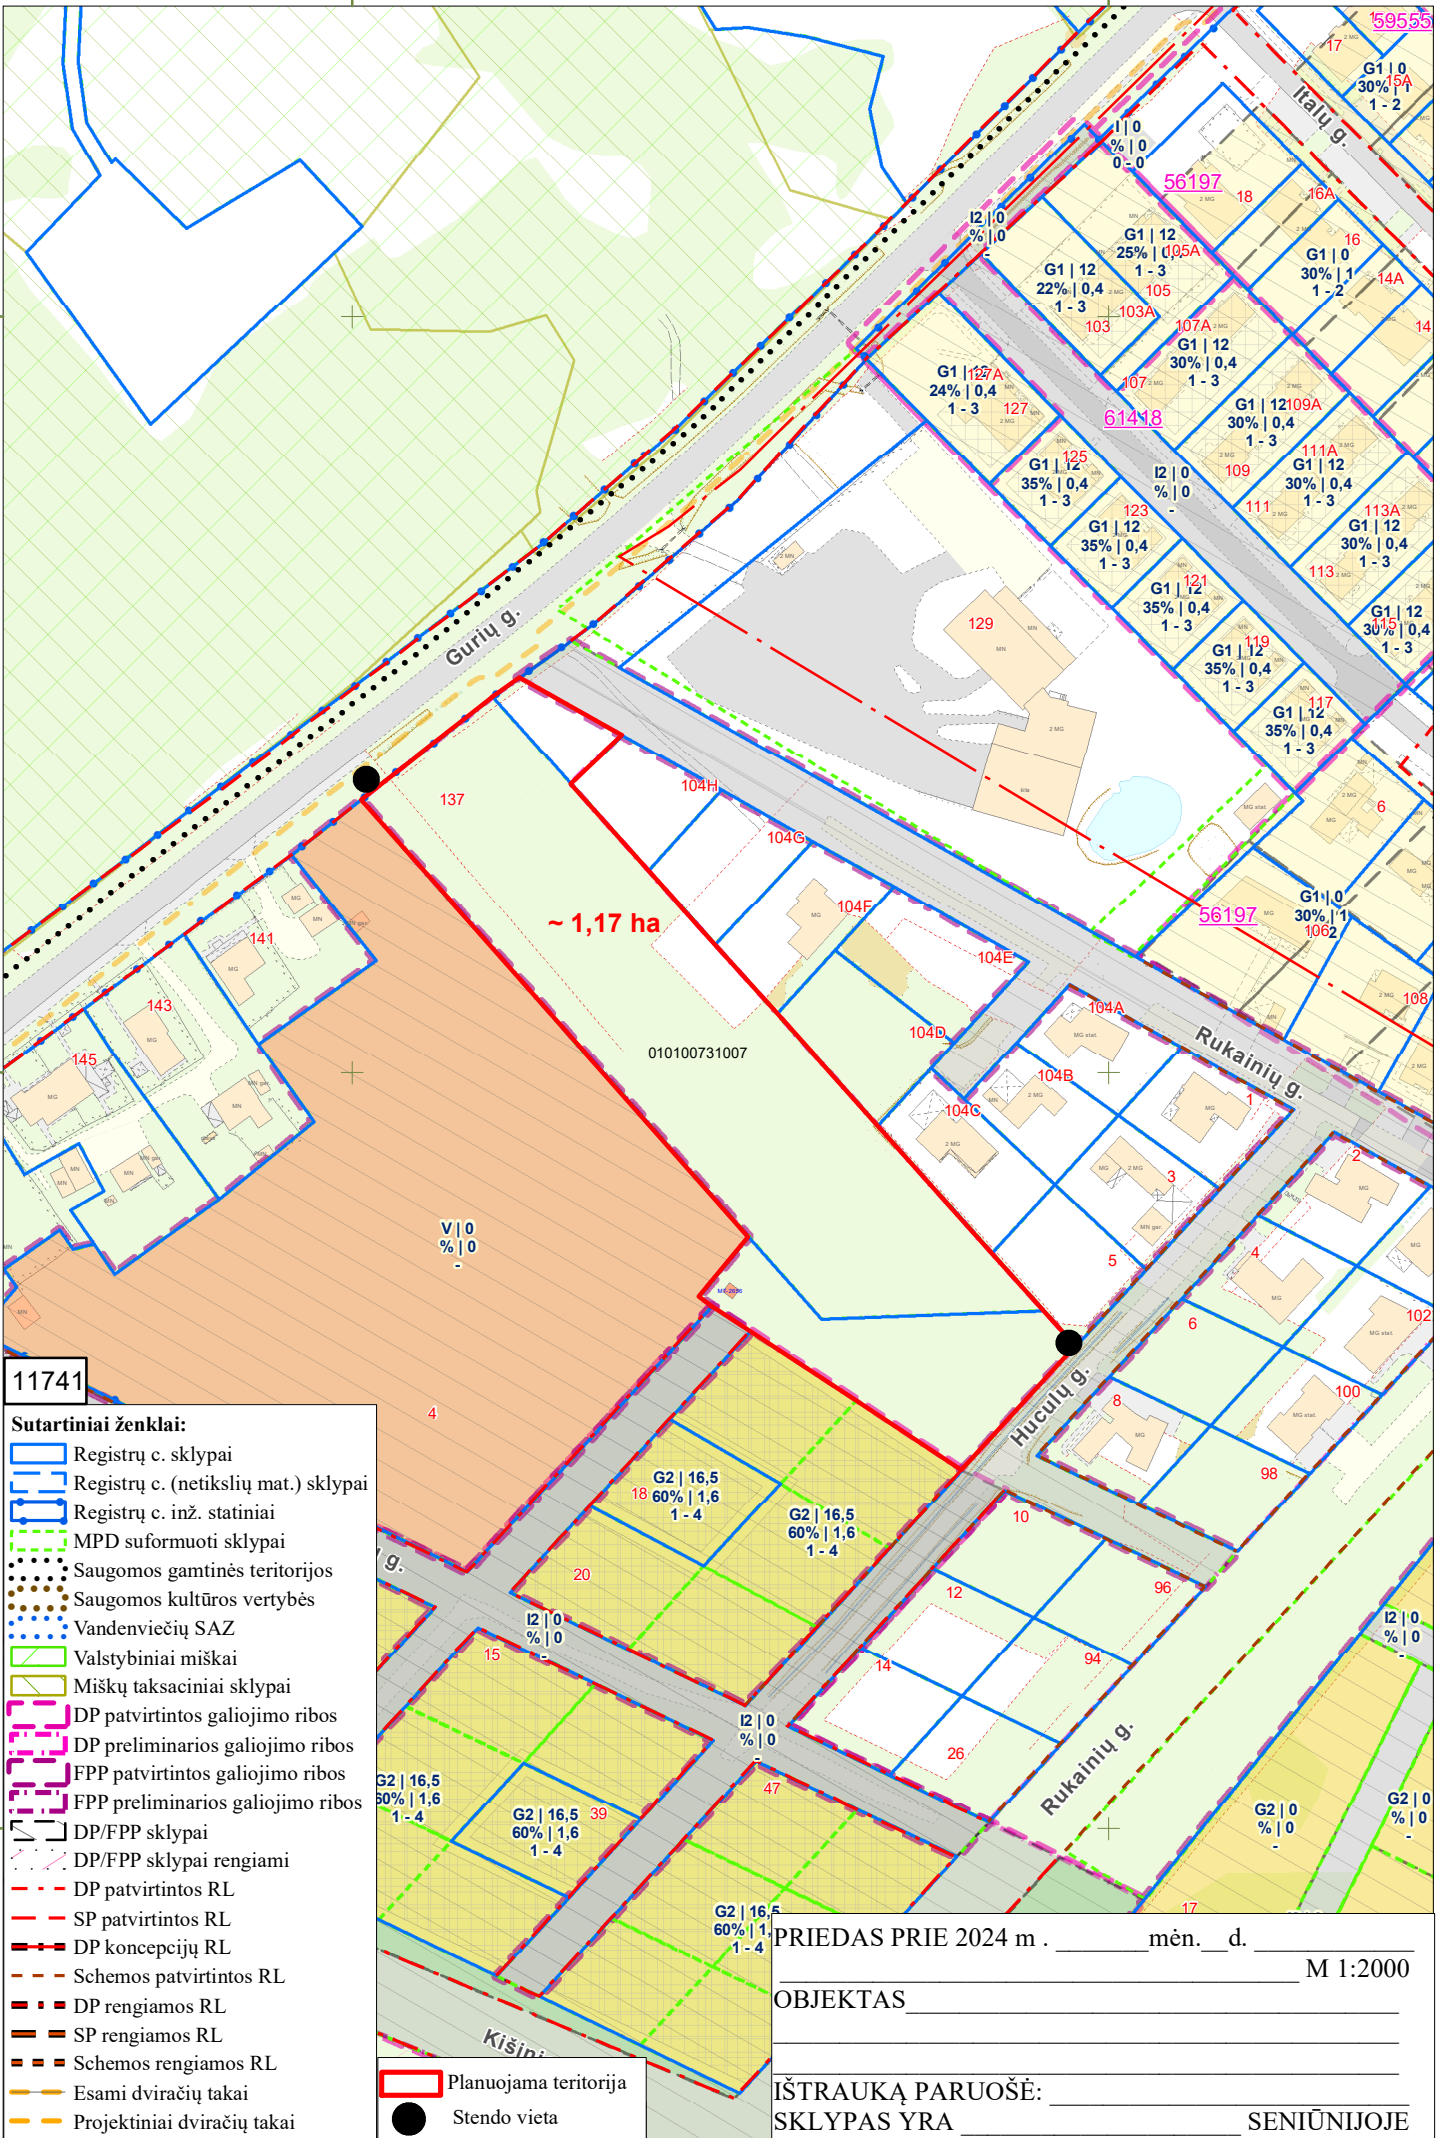 59555
17
G1 | 0
30% | 1
15A
1 - 2
Italų g.
I | 0
% | 0
0 - 0
56197
18
16A
I2 | 0
% | 0
-
G1 | 12
25% | 0,4
105A
1 - 3
16
G1 | 0
30% | 1
1 - 2
14A
G1 | 12
22% | 0,4
1 - 3
105
103A
103
107A
14
G1 | 12
30% | 0,4
1 - 3
107
G1 | 12
127A
24% | 0,4
1 - 3
127
61418
G1 | 12
109A
30% | 0,4
1 - 3
109
111A
G1 | 12
30% | 0,4
1 - 3
111
125
G1 | 12
35% | 0,4
1 - 3
I2 | 0
% | 0
-
123
G1 | 12
35% | 0,4
1 - 3
113A
G1 | 12
30% | 0,4
1 - 3
113
121
G1 | 12
35% | 0,4
1 - 3
G1 | 12
115
30% | 0,4
1 - 3
119
G1 | 12
35% | 0,4
1 - 3
117
G1 | 12
35% | 0,4
1 - 3
Gurių g.
129
2 MN
MN
2 MG
kita
MG stat.
6
137
104H
104G
104F
104E
104D
104A
104B
104C
~ 1,17 ha
010100731007
56197
G1 | 0
30% | 1
106
2
108
141
143
145
MG
MN
MN gar.
Rukainių g.
1
3
5
2
4
6
8
102
100
98
V | 0
% | 0
-
Huculų g.
11741
4
G2 | 16,5
60% | 1,6
1 - 4
18
G2 | 16,5
60% | 1,6
1 - 4
20
10
12
14
96
94
26
I2 | 0
% | 0
-
15
I2 | 0
% | 0
-
Rukainių g.
I2 | 0
% | 0
-
G2 | 16,5
60% | 1,6
1 - 4
G2 | 16,5
60% | 1,6
1 - 4
39
47
G2 | 0
% | 0
-
G2 | 0
% | 0
-
17
G2 | 16,5
1 - 4
Sutartiniai ženklai:
Registrų c. sklypai
Registrų c. (netikslių mat.) sklypai
Registrų c. inž. statiniai
MPD suformuoti sklypai
Saugomos gamtinės teritorijos
Saugomos kultūros vertybės
Vandenviečių SAZ
Valstybiniai miškai
Miškų taksaciniai sklypai
DP patvirtintos galiojimo ribos
DP preliminarios galiojimo ribos
FPP patvirtintos galiojimo ribos
FPP preliminarios galiojimo ribos
DP/FPP sklypai
DP/FPP sklypai rengiami
DP patvirtintos RL
SP patvirtintos RL
DP koncepcijų RL
Schemos patvirtintos RL
DP rengiamos RL
SP rengiamos RL
Schemos rengiamos RL
Esami dviračių takai
Projektiniai dviračių takai
Planuojama teritorija
Stendo vieta
PRIEDAS PRIE 2024 m . _______mėn.__d. ____________
M 1:2000
OBJEKTAS
IŠTRAUKĄ PARUOŠĖ:
SKLYPAS YRA _____________________ SENIŪNIJOJE